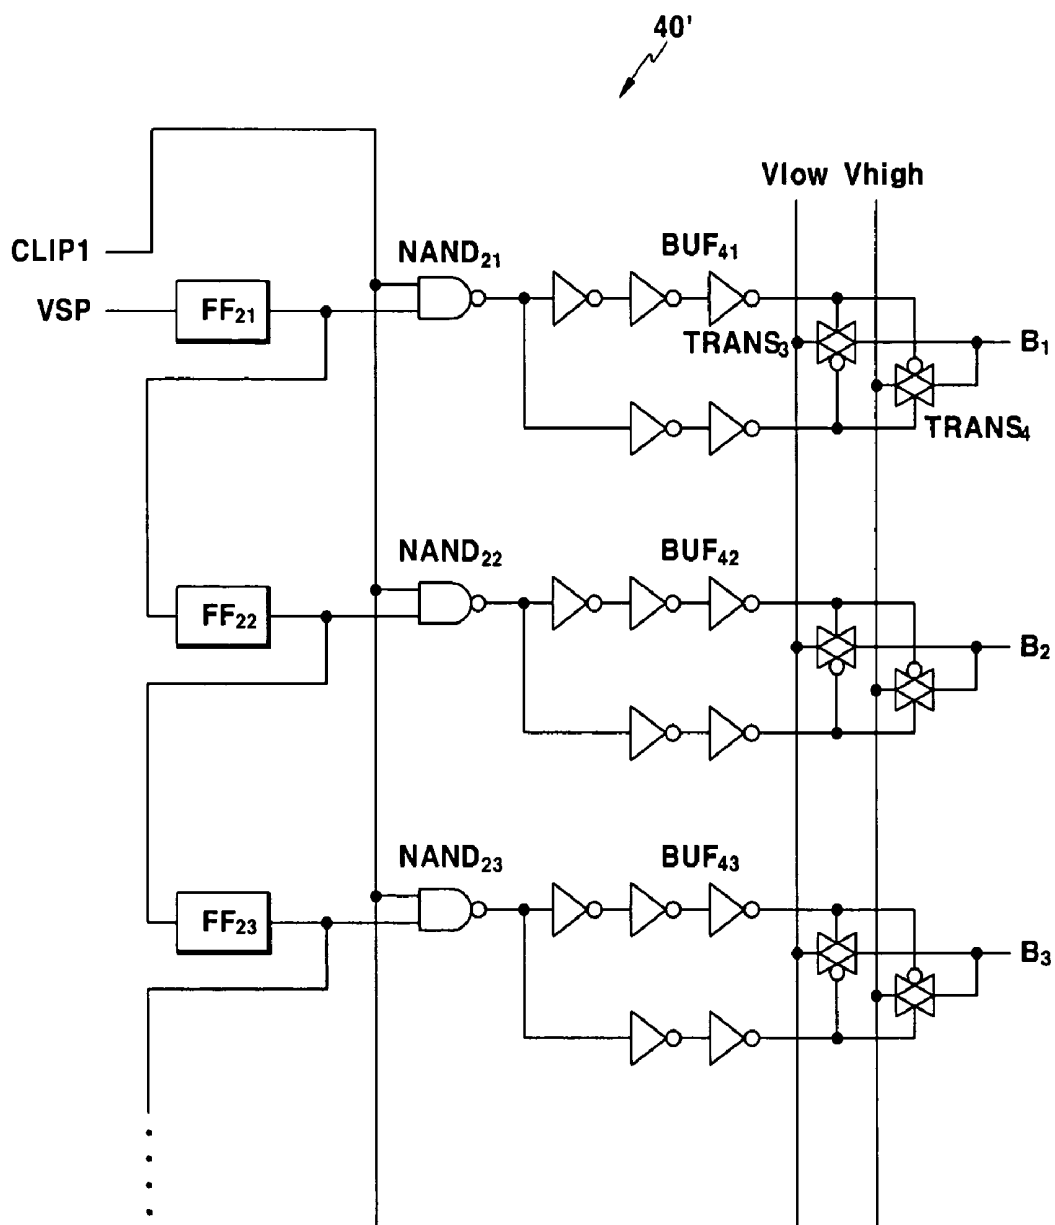 40'
Vlow Vhigh
CLIP1
NAND₂₁
BUF₄₁
VSP
FF₂₁
TRANS₃
B₁
TRANS₄
NAND₂₂
BUF₄₂
FF₂₂
B₂
NAND₂₃
BUF₄₃
FF₂₃
B₃